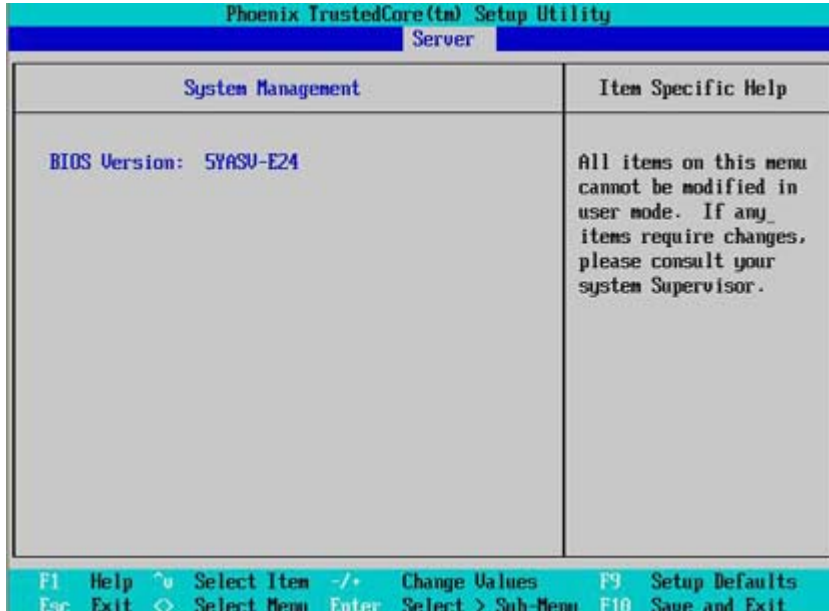 Phoenix TrustedCore(tm) Setup Utility
Server
System Management
Item Specific Help
BIOS Version: 5YASV-E24
All items on this menu
cannot be modified in
user mode. If any_
items require changes,
please consult your
system Supervisor.
F1 Help ^v Select Item -/+ Change Values F9 Setup Defaults
Esc Exit <> Select Menu Enter Select > Sub-Menu F10 Save and Exit